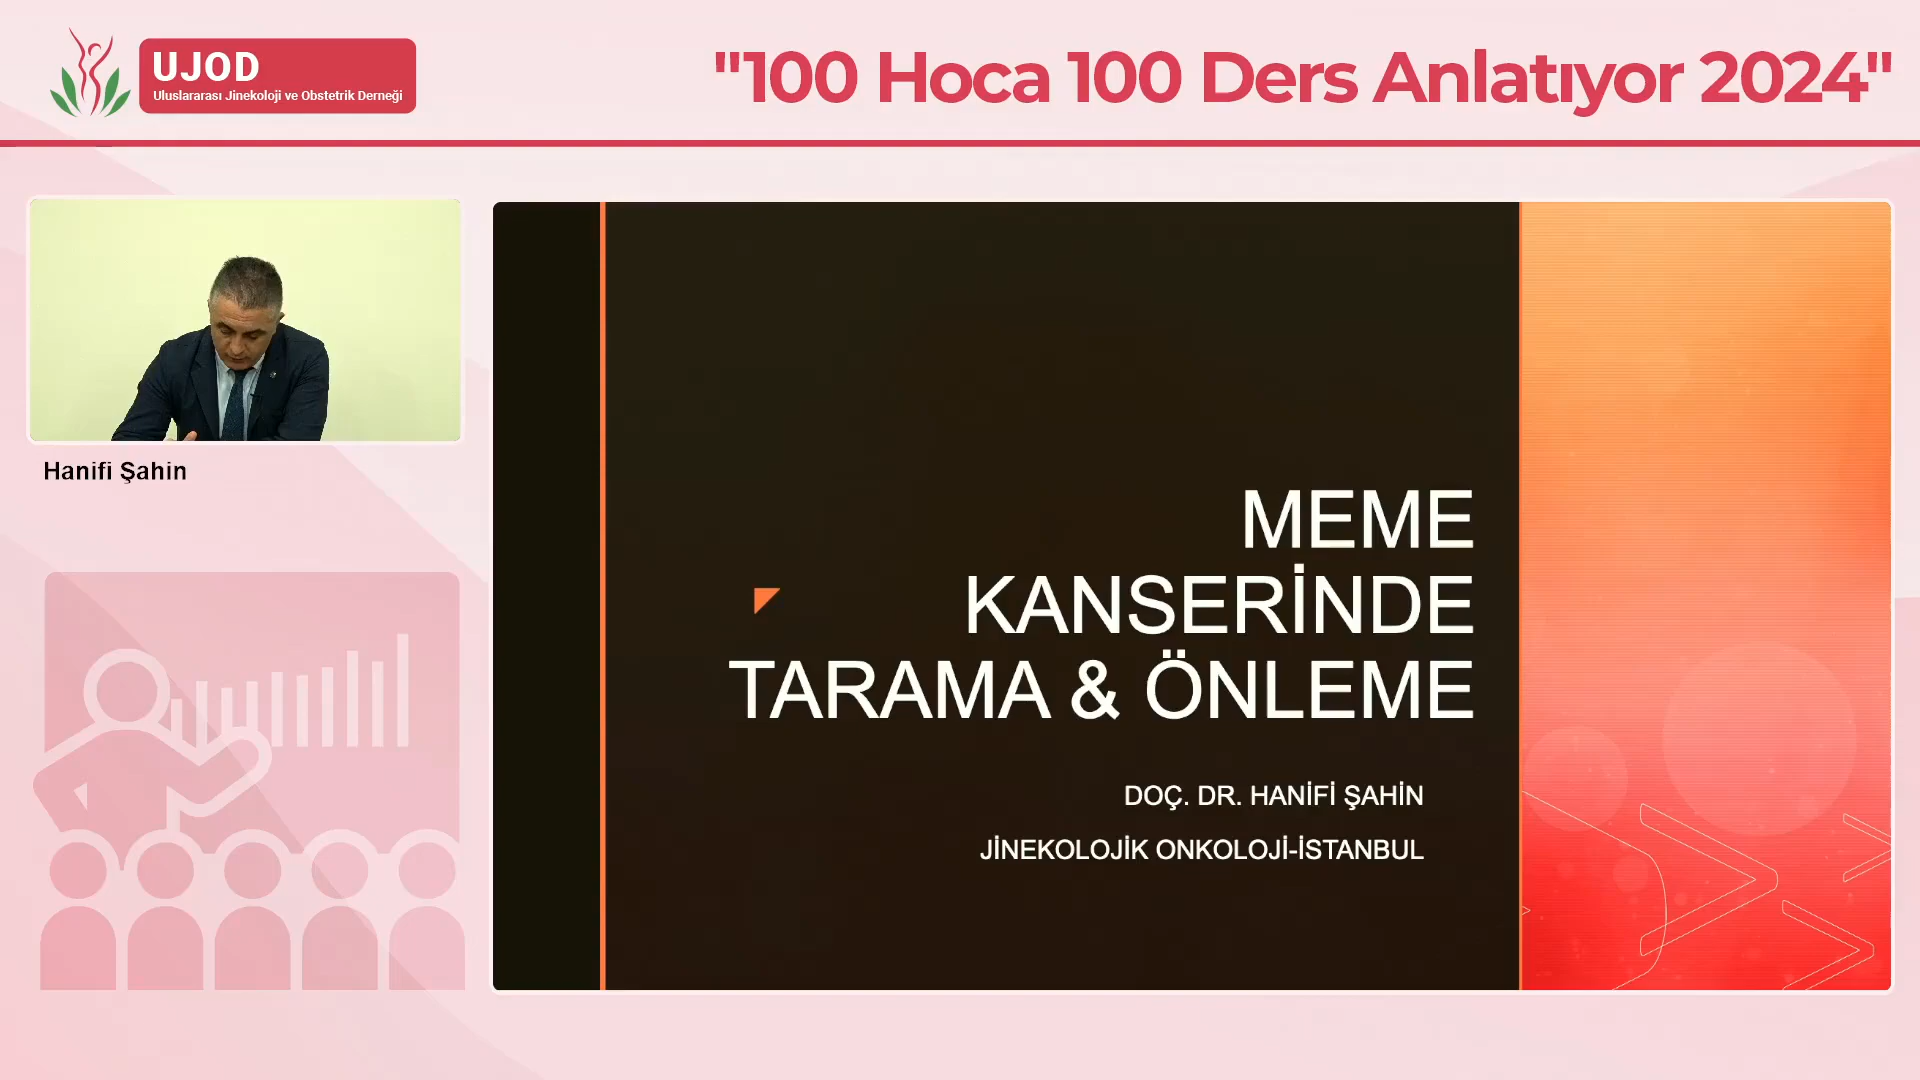 UJOD
Uluslararası Jinekoloji ve Obstetrik Derneği
"100 Hoca 100 Ders Anlatıyor 2024"
Hanifi Şahin
MEME
KANSERİNDE
TARAMA & ÖNLEME
DOÇ. DR. HANİFİ ŞAHİN
JİNEKOLOJİK ONKOLOJİ-İSTANBUL